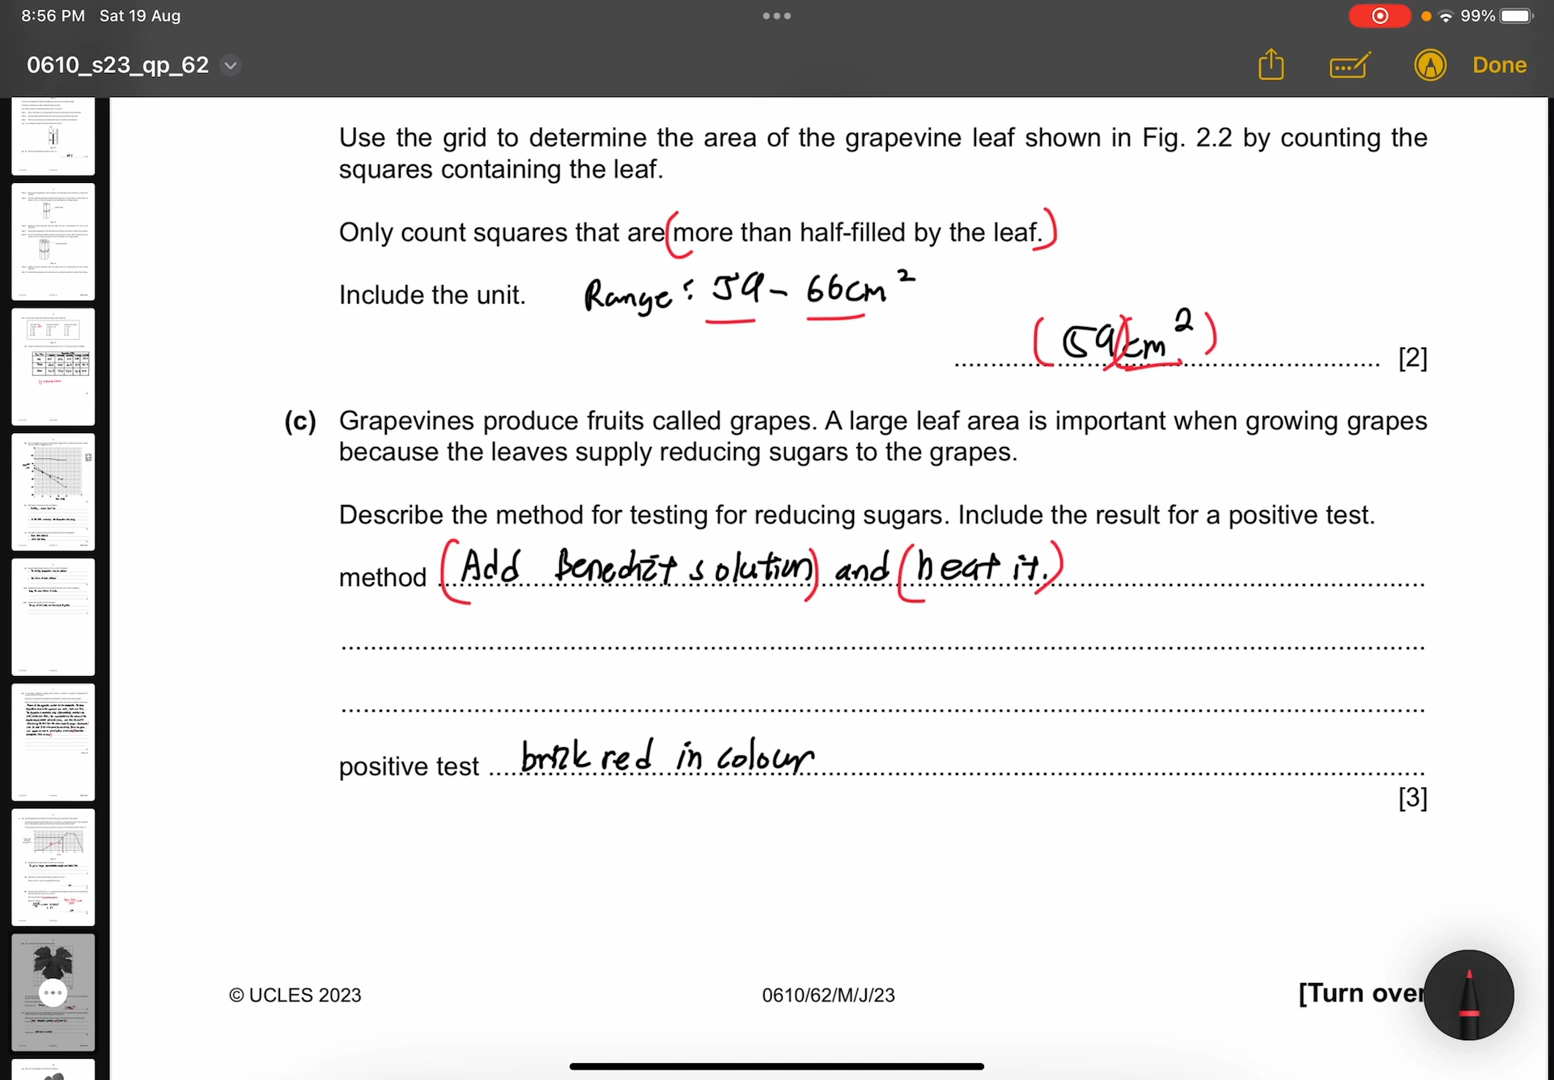 8:56 PM Sat 19 Aug
99%
0610_s23_qp_62
Done
Use the grid to determine the area of the grapevine leaf shown in Fig. 2.2 by counting the
squares containing the leaf.
Only count squares that are (more than half-filled by the leaf.)
Include the unit. Range: 59 - 66cm²
(59)(cm²) [2]
(c) Grapevines produce fruits called grapes. A large leaf area is important when growing grapes
because the leaves supply reducing sugars to the grapes.
Describe the method for testing for reducing sugars. Include the result for a positive test.
method (Add Benedict solution) and (heat it.)
positive test brick red in colour
[3]
© UCLES 2023
0610/62/M/J/23
[Turn over